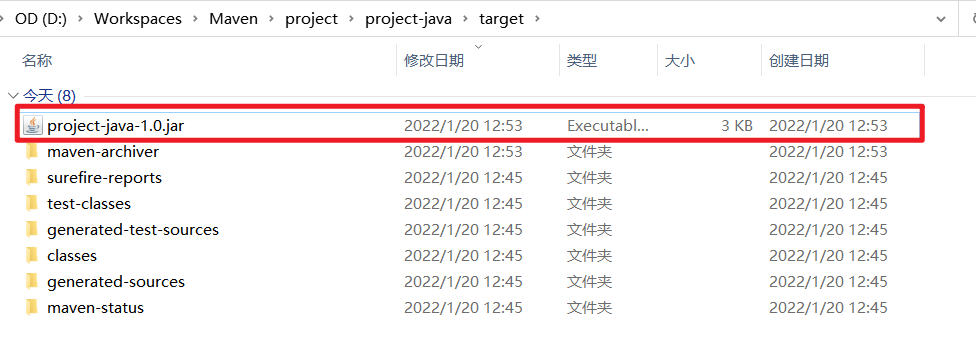 OD (D:) › Workspaces › Maven › project › project-java › target ›
名称 修改日期 类型 大小 创建日期
今天 (8)
project-java-1.0.jar 2022/1/20 12:53 Executabl... 3 KB 2022/1/20 12:53
maven-archiver 2022/1/20 12:53 文件夹 2022/1/20 12:53
surefire-reports 2022/1/20 12:45 文件夹 2022/1/20 12:45
test-classes 2022/1/20 12:45 文件夹 2022/1/20 12:45
generated-test-sources 2022/1/20 12:45 文件夹 2022/1/20 12:45
classes 2022/1/20 12:45 文件夹 2022/1/20 12:45
generated-sources 2022/1/20 12:45 文件夹 2022/1/20 12:45
maven-status 2022/1/20 12:45 文件夹 2022/1/20 12:45